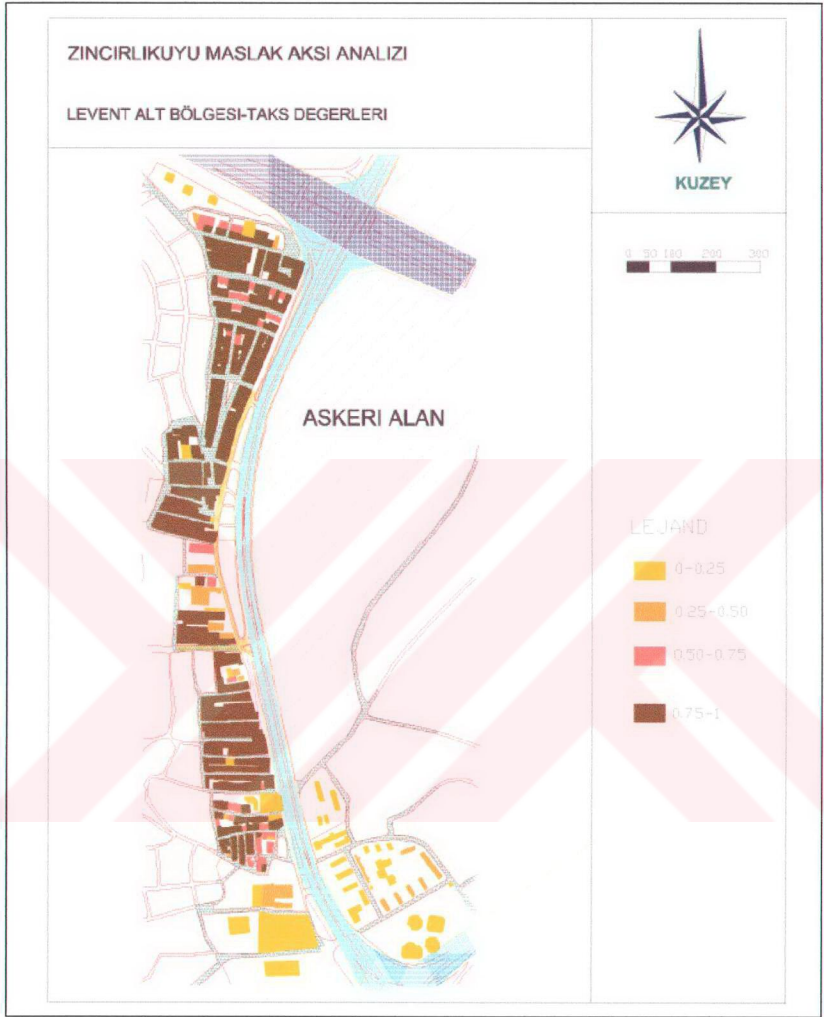 ZINCIRLIKUYU MASLAK AKSI ANALIZI
LEVENT ALT BÖLGESI-TAKS DEGERLERI
KUZEY
0 50 100 200 300
ASKERI ALAN
LEJAND
0-0.25
0.25-0.50
0.50-0.75
0.75-1